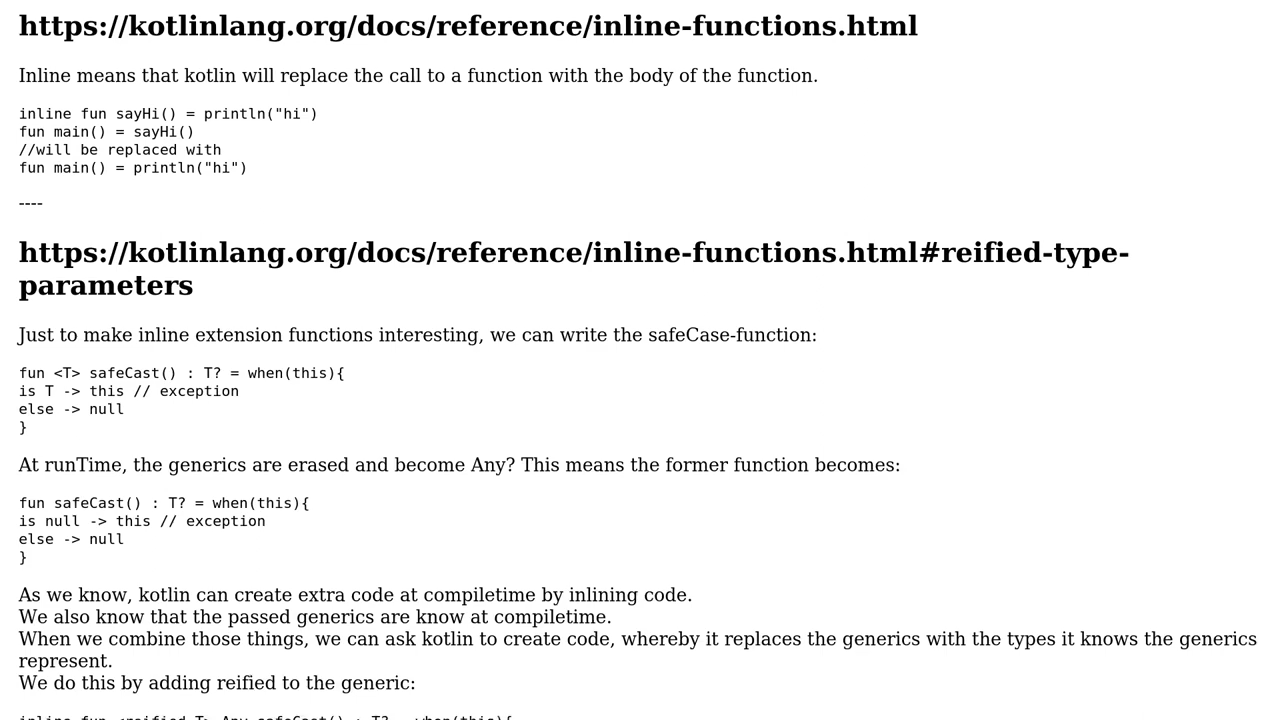 https://kotlinlang.org/docs/reference/inline-functions.html
Inline means that kotlin will replace the call to a function with the body of the function.
inline fun sayHi() = println("hi")
fun main() = sayHi()
//will be replaced with
fun main() = println("hi")
----
https://kotlinlang.org/docs/reference/inline-functions.html#reified-type-
parameters
Just to make inline extension functions interesting, we can write the safeCase-function:
fun <T> safeCast() : T? = when(this){
is T -> this // exception
else -> null
}
At runTime, the generics are erased and become Any? This means the former function becomes:
fun safeCast() : T? = when(this){
is null -> this // exception
else -> null
}
As we know, kotlin can create extra code at compiletime by inlining code.
We also know that the passed generics are know at compiletime.
When we combine those things, we can ask kotlin to create code, whereby it replaces the generics with the types it knows the generics
represent.
We do this by adding reified to the generic:
inline fun <reified T> Any.safeCast() : T? = when(this){